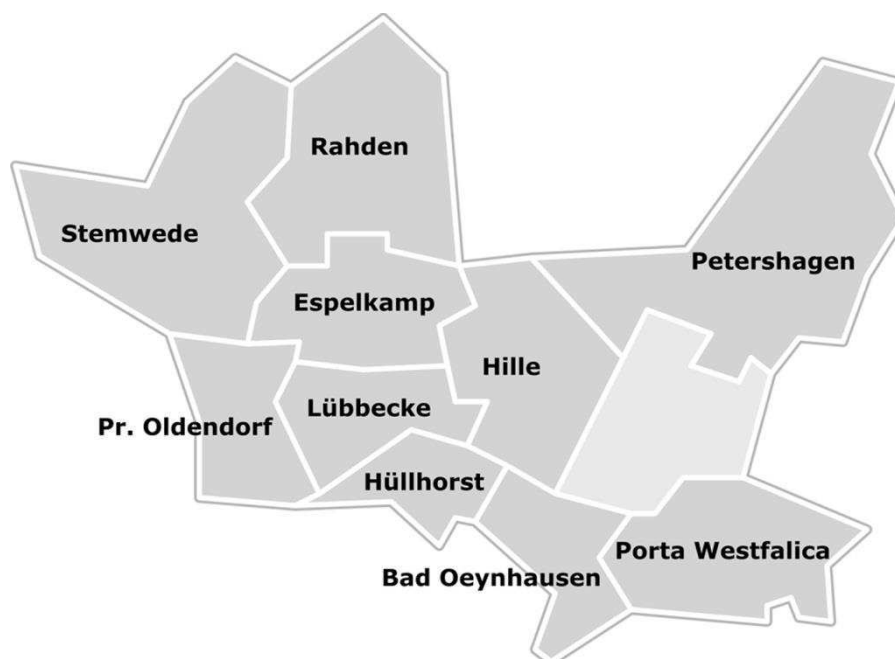 Rahden
Stemwede
Petershagen
Espelkamp
Hille
Lübbecke
Pr. Oldendorf
Hüllhorst
Porta Westfalica
Bad Oeynhausen